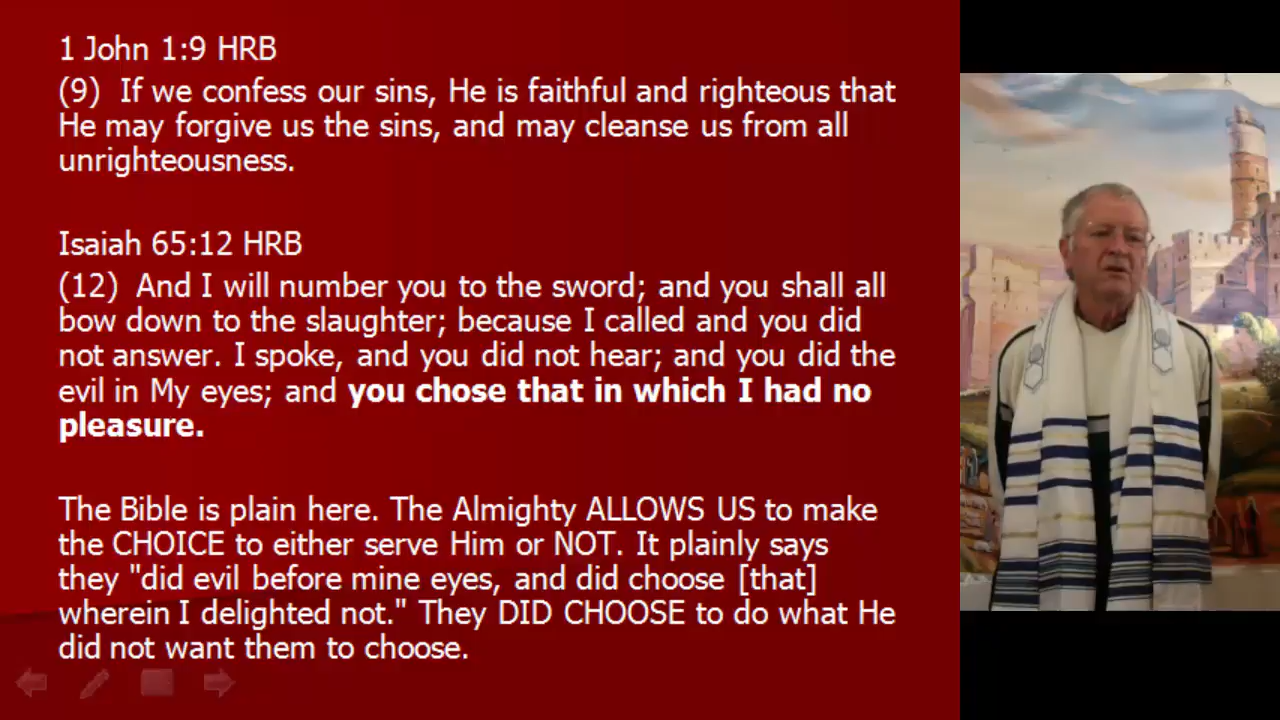 1 John 1:9 HRB
(9) If we confess our sins, He is faithful and righteous that
He may forgive us the sins, and may cleanse us from all
unrighteousness.
Isaiah 65:12 HRB
(12) And I will number you to the sword; and you shall all
bow down to the slaughter; because I called and you did
not answer. I spoke, and you did not hear; and you did the
evil in My eyes; and you chose that in which I had no
pleasure.
The Bible is plain here. The Almighty ALLOWS US to make
the CHOICE to either serve Him or NOT. It plainly says
they "did evil before mine eyes, and did choose [that]
wherein I delighted not." They DID CHOOSE to do what He
did not want them to choose.